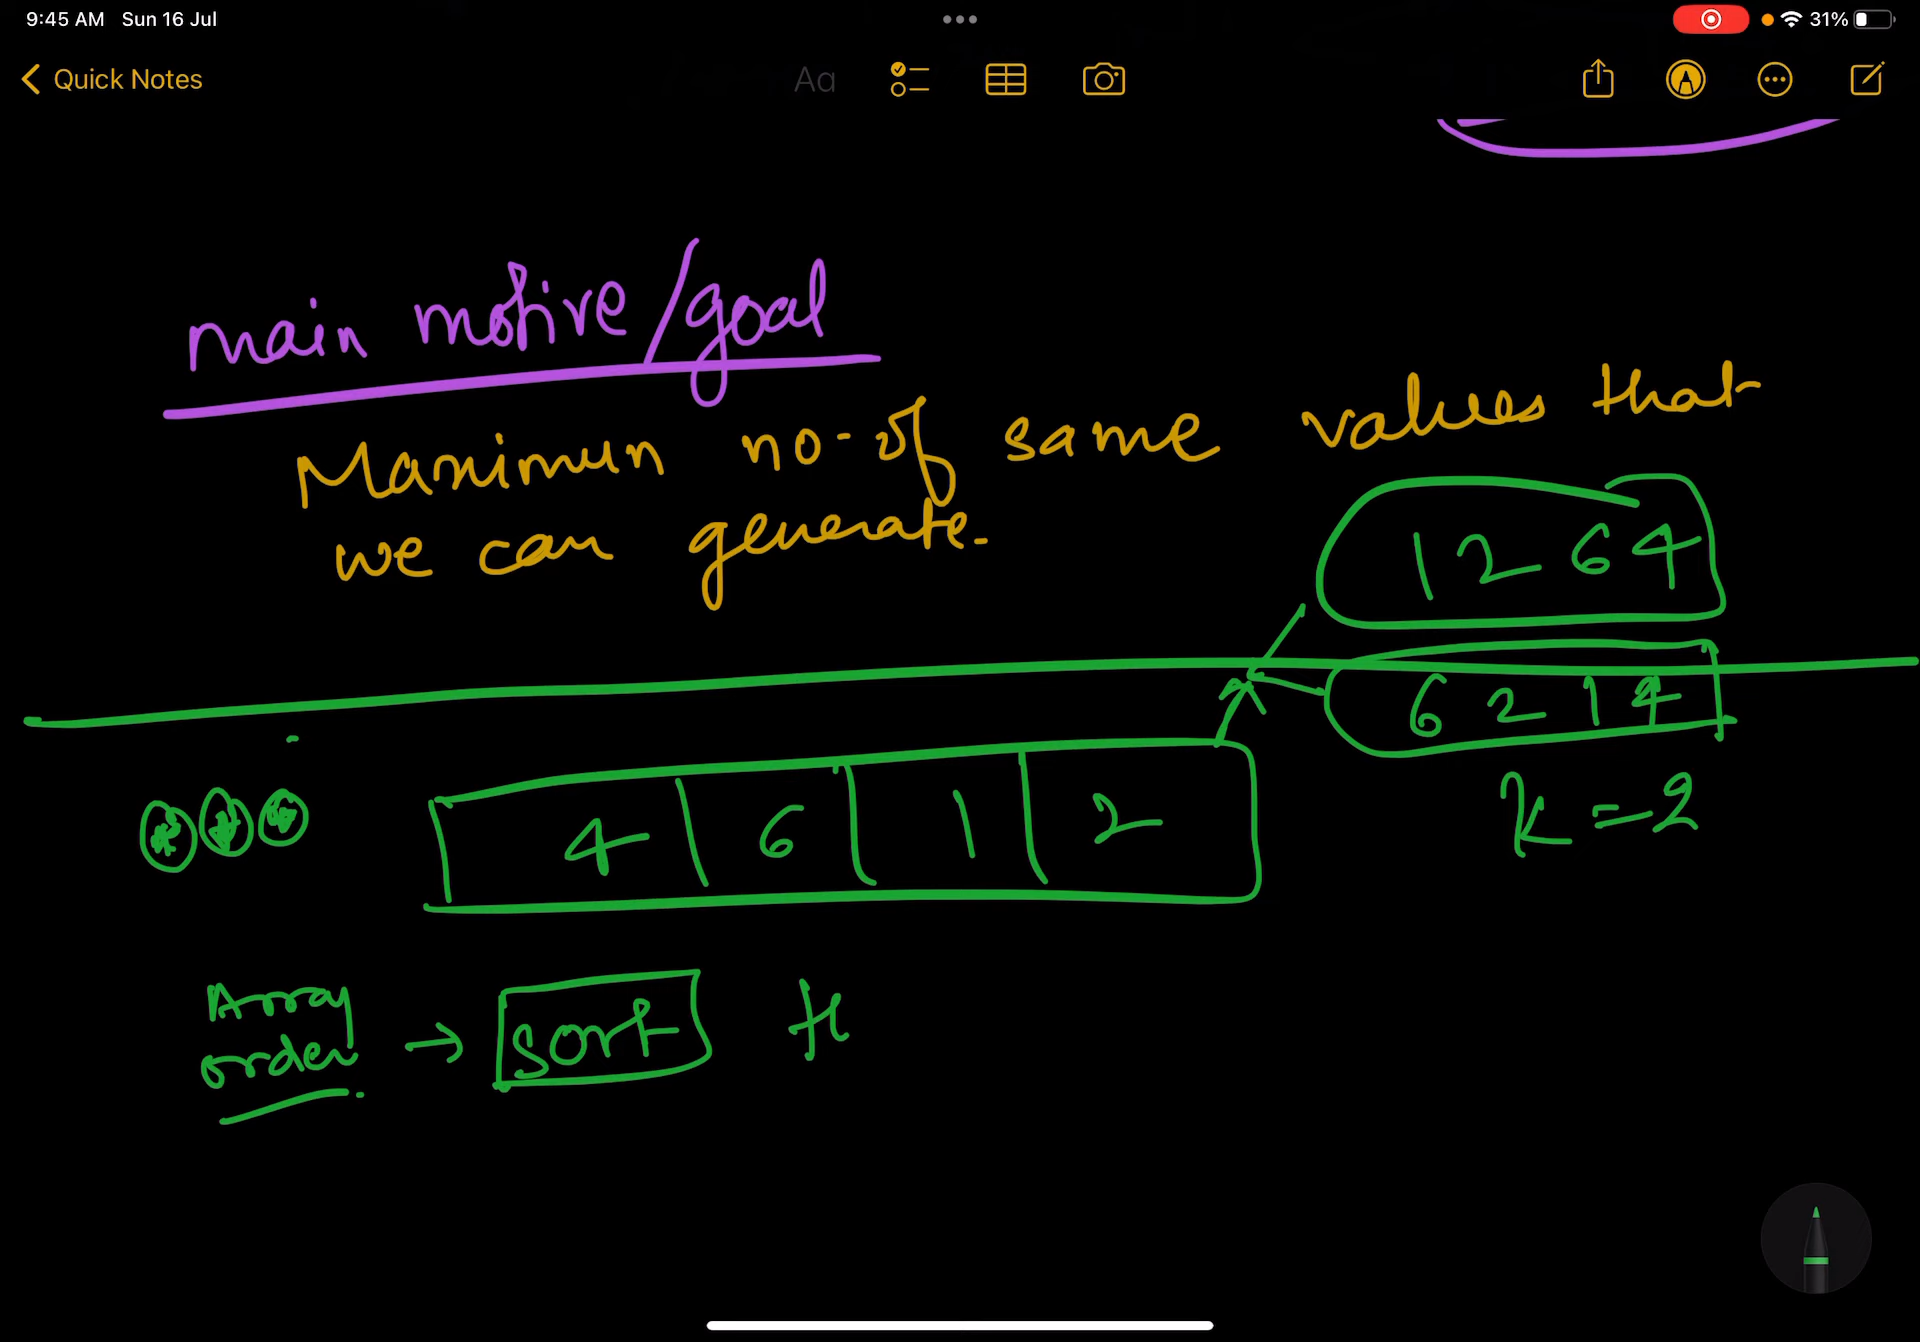 9:45 AM Sun 16 Jul
31%
Quick Notes
Aa
main motive/goal
Maximun no-of same values that
we can generate.
1 2 6 4
6 2 1 4
4 6 1 2
K = 2
Array
order → sort